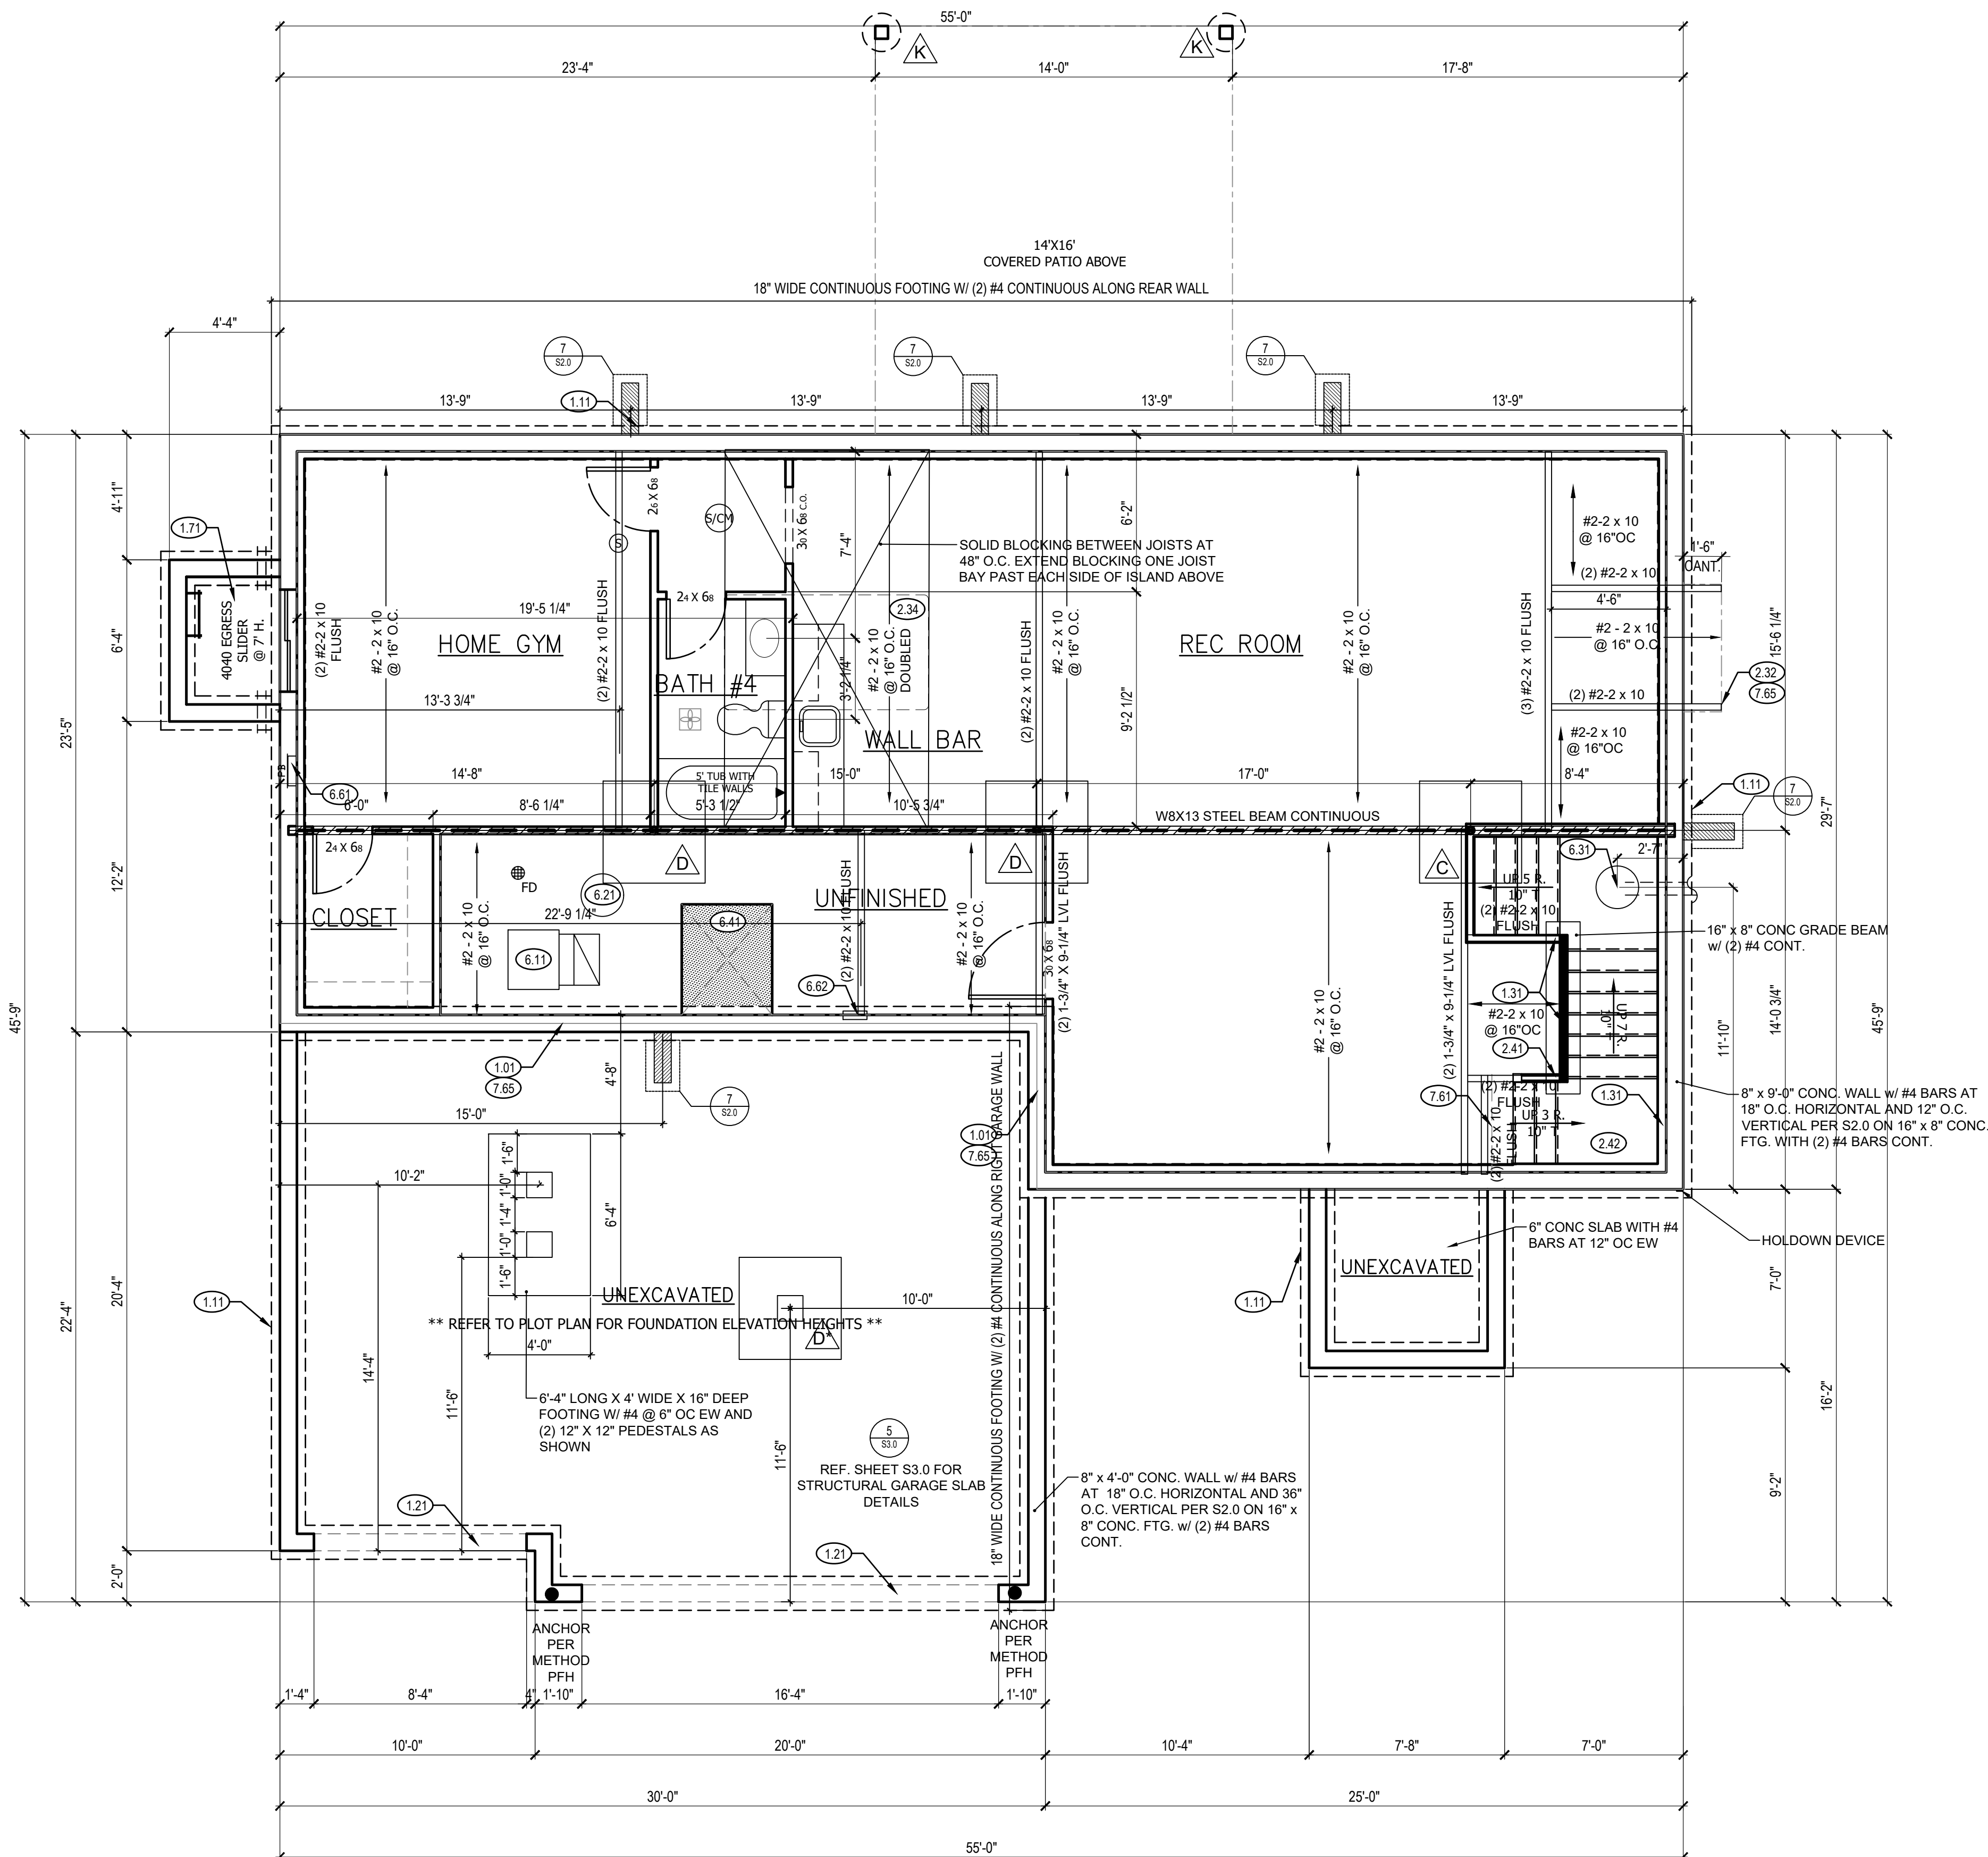 55'-0"
K
K
23'-4"
14'-0"
17'-8"
14'X16'
COVERED PATIO ABOVE
18" WIDE CONTINUOUS FOOTING W/ (2) #4 CONTINUOUS ALONG REAR WALL
4'-4"
7
S2.0
7
S2.0
7
S2.0
13'-9"
1.11
13'-9"
13'-9"
13'-9"
4'-11"
1.71
6'-4"
4040 EGRESS
SLIDER
@ 7' H.
(2) #2-2 x 10
FLUSH
#2 - 2 x 10
@ 16" O.C.
19'-5 1/4"
HOME GYM
13'-3 3/4"
(2) #2-2 x 10 FLUSH
26 X 68
S
S/CM
30 X 68 C.O.
7'-4"
SOLID BLOCKING BETWEEN JOISTS AT
48" O.C. EXTEND BLOCKING ONE JOIST
BAY PAST EACH SIDE OF ISLAND ABOVE
6'-2"
24 X 68
2.34
BATH #4
3'-2 1/4"
#2 - 2 x 10
@ 16" O.C.
DOUBLED
WALL BAR
(2) #2-2 x 10 FLUSH
#2 - 2 x 10
@ 16" O.C.
9'-2 1/2"
REC ROOM
#2 - 2 x 10
@ 16" O.C.
(3) #2-2 x 10 FLUSH
#2-2 x 10
@ 16"OC
1'-6"
CANT.
(2) #2-2 x 10
4'-6"
#2 - 2 x 10
@ 16" O.C.
(2) #2-2 x 10
2.32
7.65
#2-2 x 10
@ 16"OC
15'-6 1/4"
23'-5"
12'-2"
45'-9"
PB
6.61
14'-8"
5' TUB WITH
TILE WALLS
15'-0"
17'-0"
8'-4"
6'-0"
8'-6 1/4"
5'-3 1/2"
10'-5 3/4"
W8X13 STEEL BEAM CONTINUOUS
1.11
7
S2.0
29'-7"
24 X 68
FD
6.21
D
D
C
6.31
2'-7"
CLOSET
#2 - 2 x 10
@ 16" O.C.
22'-9 1/4"
6.11
6.41
UNFINISHED
(2) #2-2 x 10 FLUSH
6.62
#2 - 2 x 10
@ 16" O.C.
30 X 68
(2) 1-3/4" X 9-1/4" LVL FLUSH
#2 - 2 x 10
@ 16" O.C.
(2) 1-3/4" x 9-1/4" LVL FLUSH
UP 5 R.
10" T
(2) #2-2 x 10
FLUSH
16" x 8" CONC GRADE BEAM
w/ (2) #4 CONT.
1.31
#2-2 x 10
@ 16"OC
2.41
UP 7 R.
10" T
11'-10"
14'-0 3/4"
45'-9"
(2) #2-2 x 10
FLUSH
7.61
UP 3 R.
10" T
(2) #2-2 x 10
FLUSH
1.31
2.42
8" x 9'-0" CONC. WALL w/ #4 BARS AT
18" O.C. HORIZONTAL AND 12" O.C.
VERTICAL PER S2.0 ON 16" x 8" CONC.
FTG. WITH (2) #4 BARS CONT.
1.01
7.65
4'-8"
15'-0"
7
S2.0
1.01
7.65
18" WIDE CONTINUOUS FOOTING W/ (2) #4 CONTINUOUS ALONG RIGHT GARAGE WALL
10'-2"
1'-6"
1'-0"
1'-4"
1'-0"
1'-6"
6'-4"
4'-0"
UNEXCAVATED
** REFER TO PLOT PLAN FOR FOUNDATION ELEVATION HEIGHTS **
10'-0"
D*
6" CONC SLAB WITH #4
BARS AT 12" OC EW
HOLDOWN DEVICE
UNEXCAVATED
1.11
1.11
7'-0"
22'-4"
20'-4"
14'-4"
11'-6"
6'-4" LONG X 4' WIDE X 16" DEEP
FOOTING W/ #4 @ 6" OC EW AND
(2) 12" X 12" PEDESTALS AS
SHOWN
11'-6"
5
S3.0
REF. SHEET S3.0 FOR
STRUCTURAL GARAGE SLAB
DETAILS
8" x 4'-0" CONC. WALL w/ #4 BARS
AT 18" O.C. HORIZONTAL AND 36"
O.C. VERTICAL PER S2.0 ON 16" x
8" CONC. FTG. w/ (2) #4 BARS
CONT.
16'-2"
9'-2"
1.21
1.21
2'-0"
ANCHOR
PER
METHOD
PFH
ANCHOR
PER
METHOD
PFH
1'-4"
8'-4"
4"
1'-10"
16'-4"
1'-10"
10'-0"
20'-0"
10'-4"
7'-8"
7'-0"
30'-0"
25'-0"
55'-0"